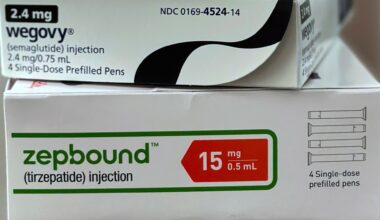 2.4 mg
NDC 0169-4524-14
wegovy®
(semaglutide) injection
2.4 mg/0.75 mL
4 Single-Dose Prefilled Pens
zepbound™
(tirzepatide) injection
15 mg
0.5 mL
4 Single-dose
prefilled pens